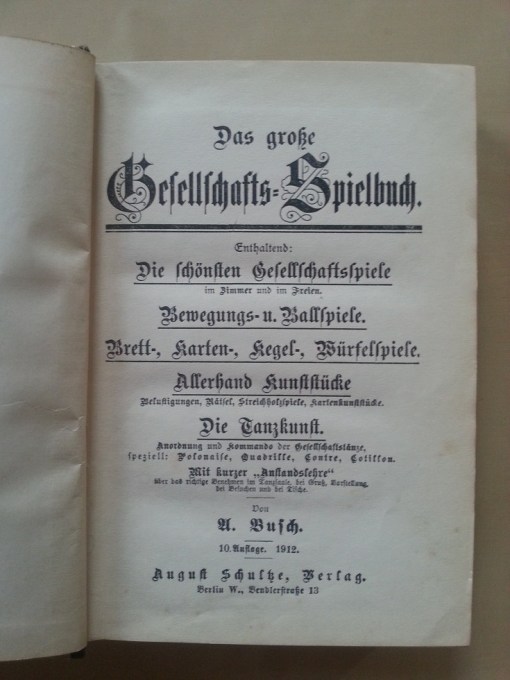 Das große
Gesellschafts-Spielbuch.
Enthaltend:
Die schönsten Gesellschaftsspiele
im Zimmer und im Freien.
Bewegungs- u. Ballspiele.
Brett-, Karten-, Kegel-, Würfelspiele.
Allerhand Kunststücke
Belustigungen, Rätsel, Streichholzspiele, Kartenkunststücke.
Die Tanzkunst.
Anordnung und Kommando der Gesellschaftstänze,
speziell: Polonaise, Quadrille, Contre, Cotillon.
Mit kurzer „Anstandslehre“
über das richtige Benehmen im Tanzsaale, bei Gruß, Vorstellung,
bei Besuchen und bei Tische.
Von
A. Busch.
10. Auflage. 1912.
August Schultze, Verlag.
Berlin W., Bendlerstraße 13